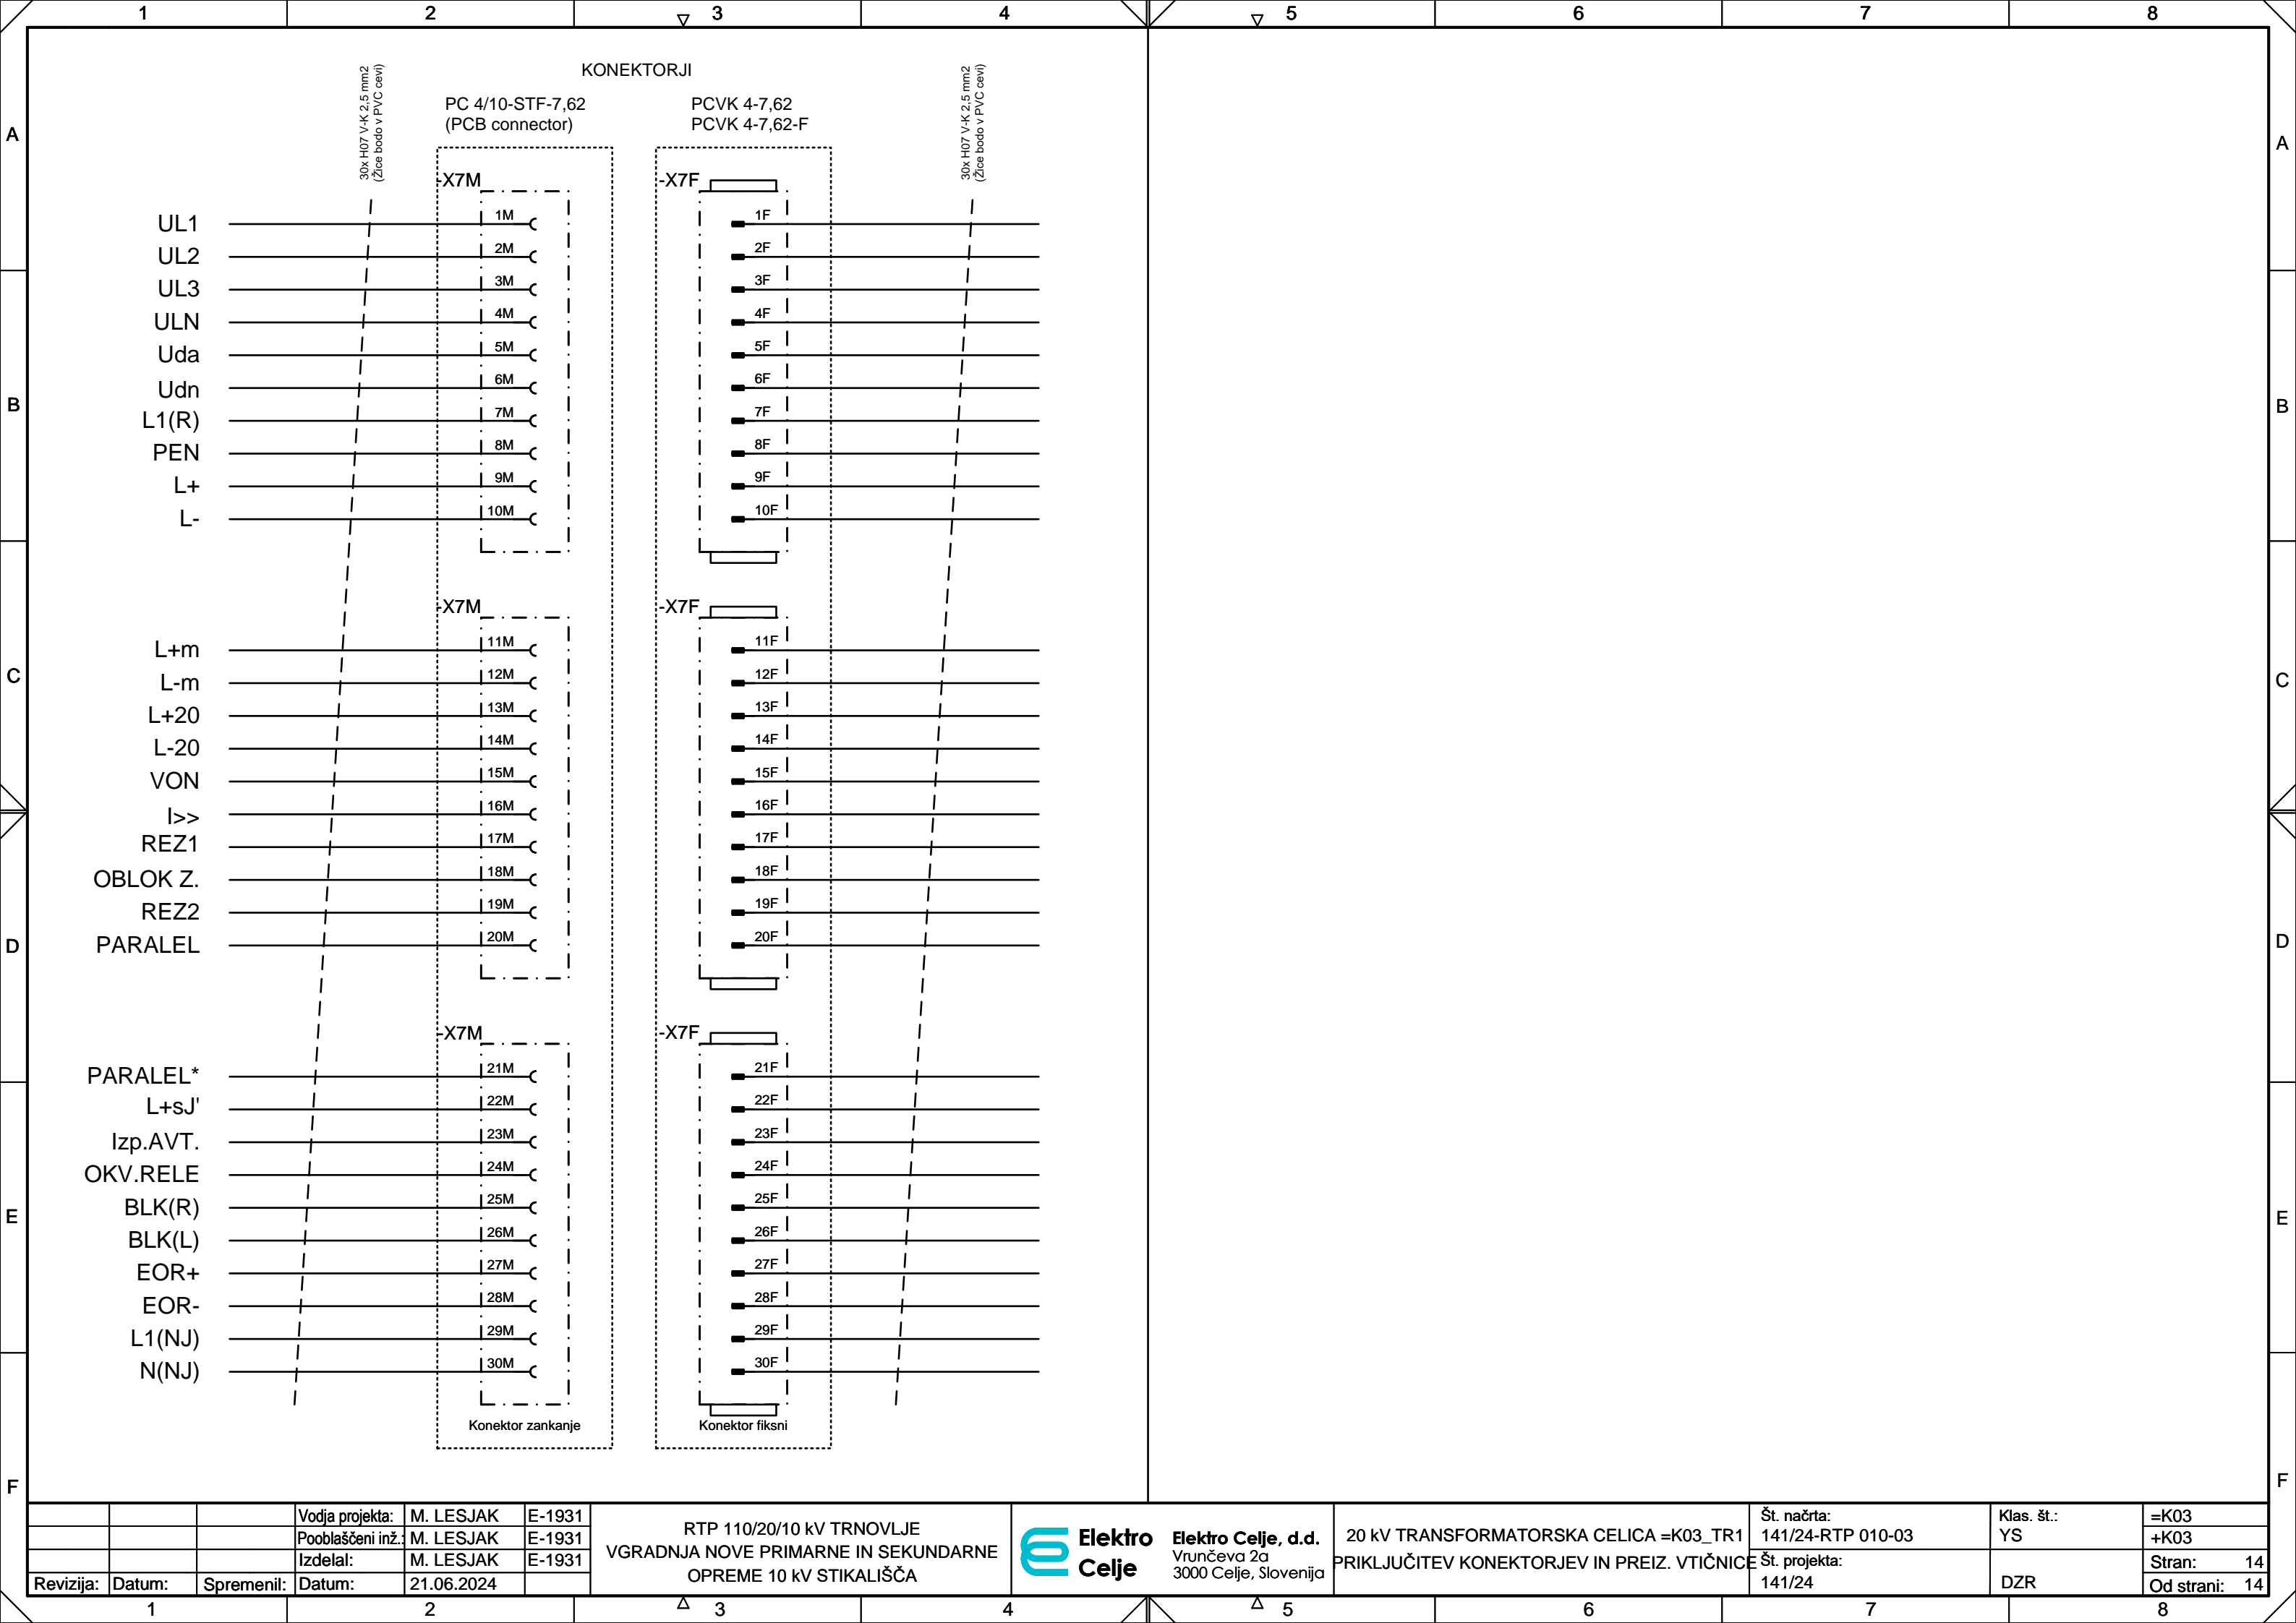 1 2 3 4 5 6 7 8
KONEKTORJI
30x H07 V-K 2,5 mm2
(Žice bodo v PVC cevi)
PC 4/10-STF-7,62
(PCB connector)
PCVK 4-7,62
PCVK 4-7,62-F
30x H07 V-K 2,5 mm2
(Žice bodo v PVC cevi)
A A
-X7M -X7F
UL1 1M 1F
UL2 2M 2F
UL3 3M 3F
ULN 4M 4F
Uda 5M 5F
Udn 6M 6F
B B
L1(R) 7M 7F
PEN 8M 8F
L+ 9M 9F
L- 10M 10F
-X7M -X7F
L+m 11M 11F
C C
L-m 12M 12F
L+20 13M 13F
L-20 14M 14F
VON 15M 15F
I>> 16M 16F
REZ1 17M 17F
OBLOK Z. 18M 18F
REZ2 19M 19F
PARALEL 20M 20F
D D
-X7M -X7F
PARALEL* 21M 21F
L+sJ' 22M 22F
Izp.AVT. 23M 23F
OKV.RELE 24M 24F
BLK(R) 25M 25F
E E
BLK(L) 26M 26F
EOR+ 27M 27F
EOR- 28M 28F
L1(NJ) 29M 29F
N(NJ) 30M 30F
Konektor zankanje Konektor fiksni
F F
Revizija: Datum: Spremenil:
Vodja projekta: M. LESJAK E-1931
Pooblaščeni inž.: M. LESJAK E-1931
Izdelal: M. LESJAK E-1931
Datum: 21.06.2024
RTP 110/20/10 kV TRNOVLJE
VGRADNJA NOVE PRIMARNE IN SEKUNDARNE
OPREME 10 kV STIKALIŠČA
Elektro
Celje
Elektro Celje, d.d.
Vrunčeva 2a
3000 Celje, Slovenija
20 kV TRANSFORMATORSKA CELICA =K03_TR1
PRIKLJUČITEV KONEKTORJEV IN PREIZ. VTIČNICE
Št. načrta:
141/24-RTP 010-03
Št. projekta:
141/24
Klas. št.:
YS
DZR
=K03
+K03
Stran: 14
Od strani: 14
1 2 3 4 5 6 7 8